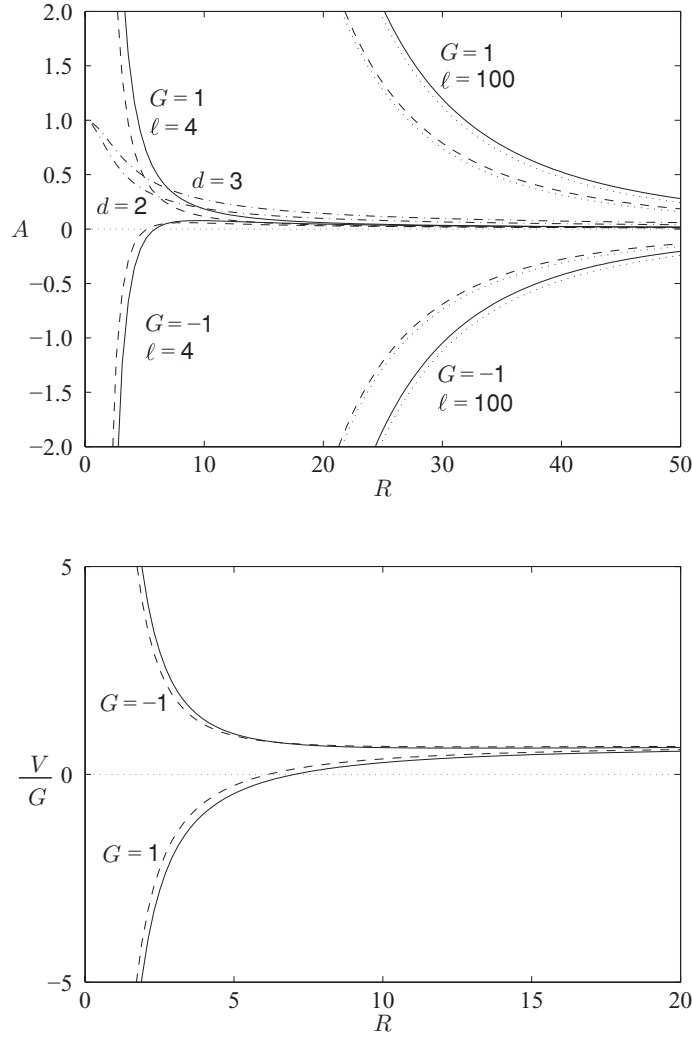 2.0
1.5
1.0
0.5
0
−0.5
−1.0
−1.5
−2.0
A
G = 1
ℓ = 100
G = 1
ℓ = 4
d = 3
d = 2
G = −1
ℓ = 4
G = −1
ℓ = 100
0 10 20 30 40 50
R
5
0
−5
V
G
G = −1
G = 1
0 5 10 15 20
R